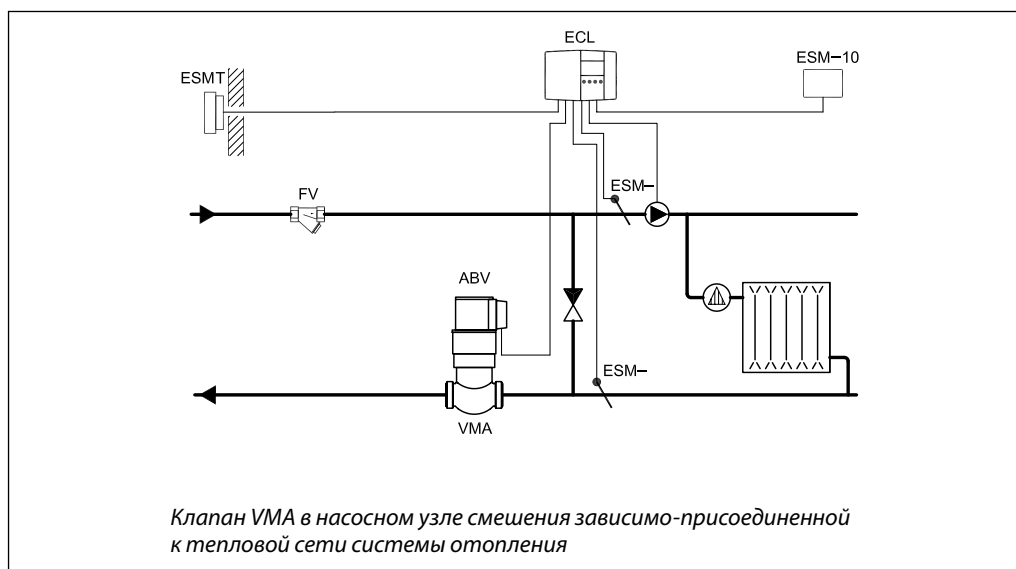 ECL
ESM–10
ESMT
ESM–
FV
ABV
ESM–
VMA
Клапан VMA в насосном узле смешения зависимо-присоединенной
к тепловой сети системы отопления